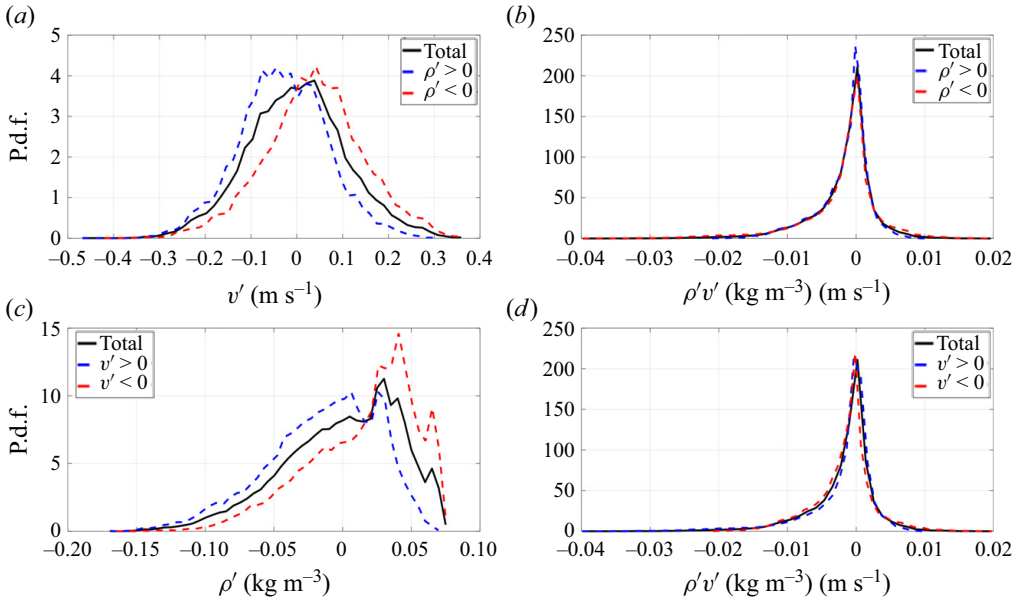 (a)
5
4
3
2
1
0
P.d.f.
Total
ρ′ > 0
ρ′ < 0
–0.5 –0.4 –0.3 –0.2 –0.1 0 0.1 0.2 0.3 0.4
v′ (m s–1)
(b)
250
200
150
100
50
0
Total
ρ′ > 0
ρ′ < 0
–0.04 –0.03 –0.02 –0.01 0 0.01 0.02
ρ′v′ (kg m–3) (m s–1)
(c)
15
10
5
0
P.d.f.
Total
v′ > 0
v′ < 0
–0.20 –0.15 –0.10 –0.05 0 0.05 0.10
ρ′ (kg m–3)
(d)
250
200
150
100
50
0
Total
v′ > 0
v′ < 0
–0.04 –0.03 –0.02 –0.01 0 0.01 0.02
ρ′v′ (kg m–3) (m s–1)